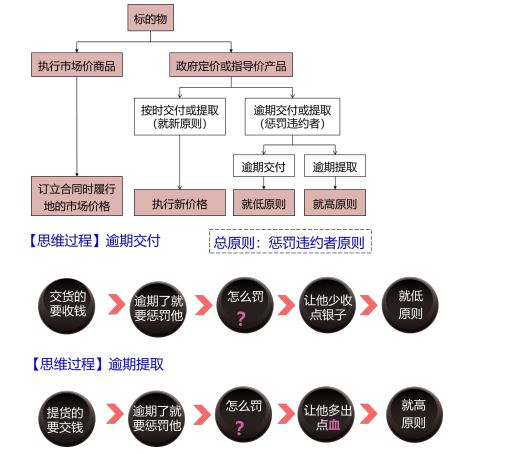 标的物
执行市场价商品
政府定价或指导价产品
按时交付或提取
（就新原则）
逾期交付或提取
（惩罚违约者）
逾期交付
逾期提取
订立合同时履行
地的市场价格
执行新价格
就低原则
就高原则
【思维过程】逾期交付
总原则：惩罚违约者原则
交货的
要收钱
逾期了就
要惩罚他
怎么罚
？
让他少收
点银子
就低
原则
【思维过程】逾期提取
提货的
要交钱
逾期了就
要惩罚他
怎么罚
？
让他多出
点血
就高
原则